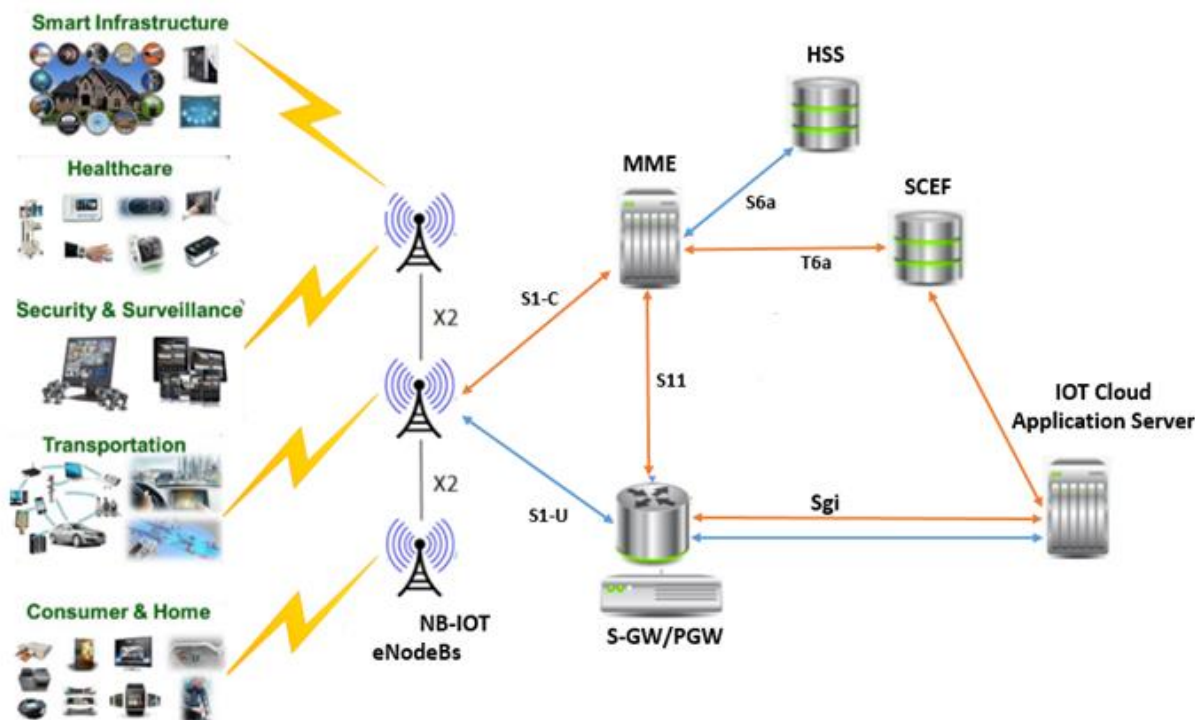 Smart Infrastructure
Healthcare
Security & Surveillance
Transportation
Consumer & Home
X2
X2
NB-IOT
eNodeBs
S1-C
S1-U
MME
S11
S-GW/PGW
HSS
S6a
SCEF
T6a
Sgi
IOT Cloud
Application Server